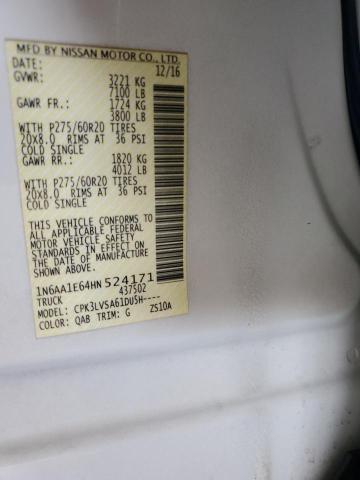 MFD BY NISSAN MOTOR CO., LTD.
DATE: 12/16
GVWR: 3221 KG
7100 LB
GAWR FR.: 1724 KG
3800 LB
WITH P275/60R20 TIRES
20X8.0 RIMS AT 36 PSI
COLD SINGLE
GAWR RR.: 1820 KG
4012 LB
WITH P275/60R20 TIRES
20X8.0 RIMS AT 36 PSI
COLD SINGLE
THIS VEHICLE CONFORMS TO
ALL APPLICABLE FEDERAL
MOTOR VEHICLE SAFETY
STANDARDS IN EFFECT ON
THE DATE OF MANUFACTURE
SHOWN ABOVE.
1N6AA1E64HN524171
TRUCK 437502
MODEL: CPK3LVSA61DU5H----
COLOR: QAB TRIM: G ZS10A